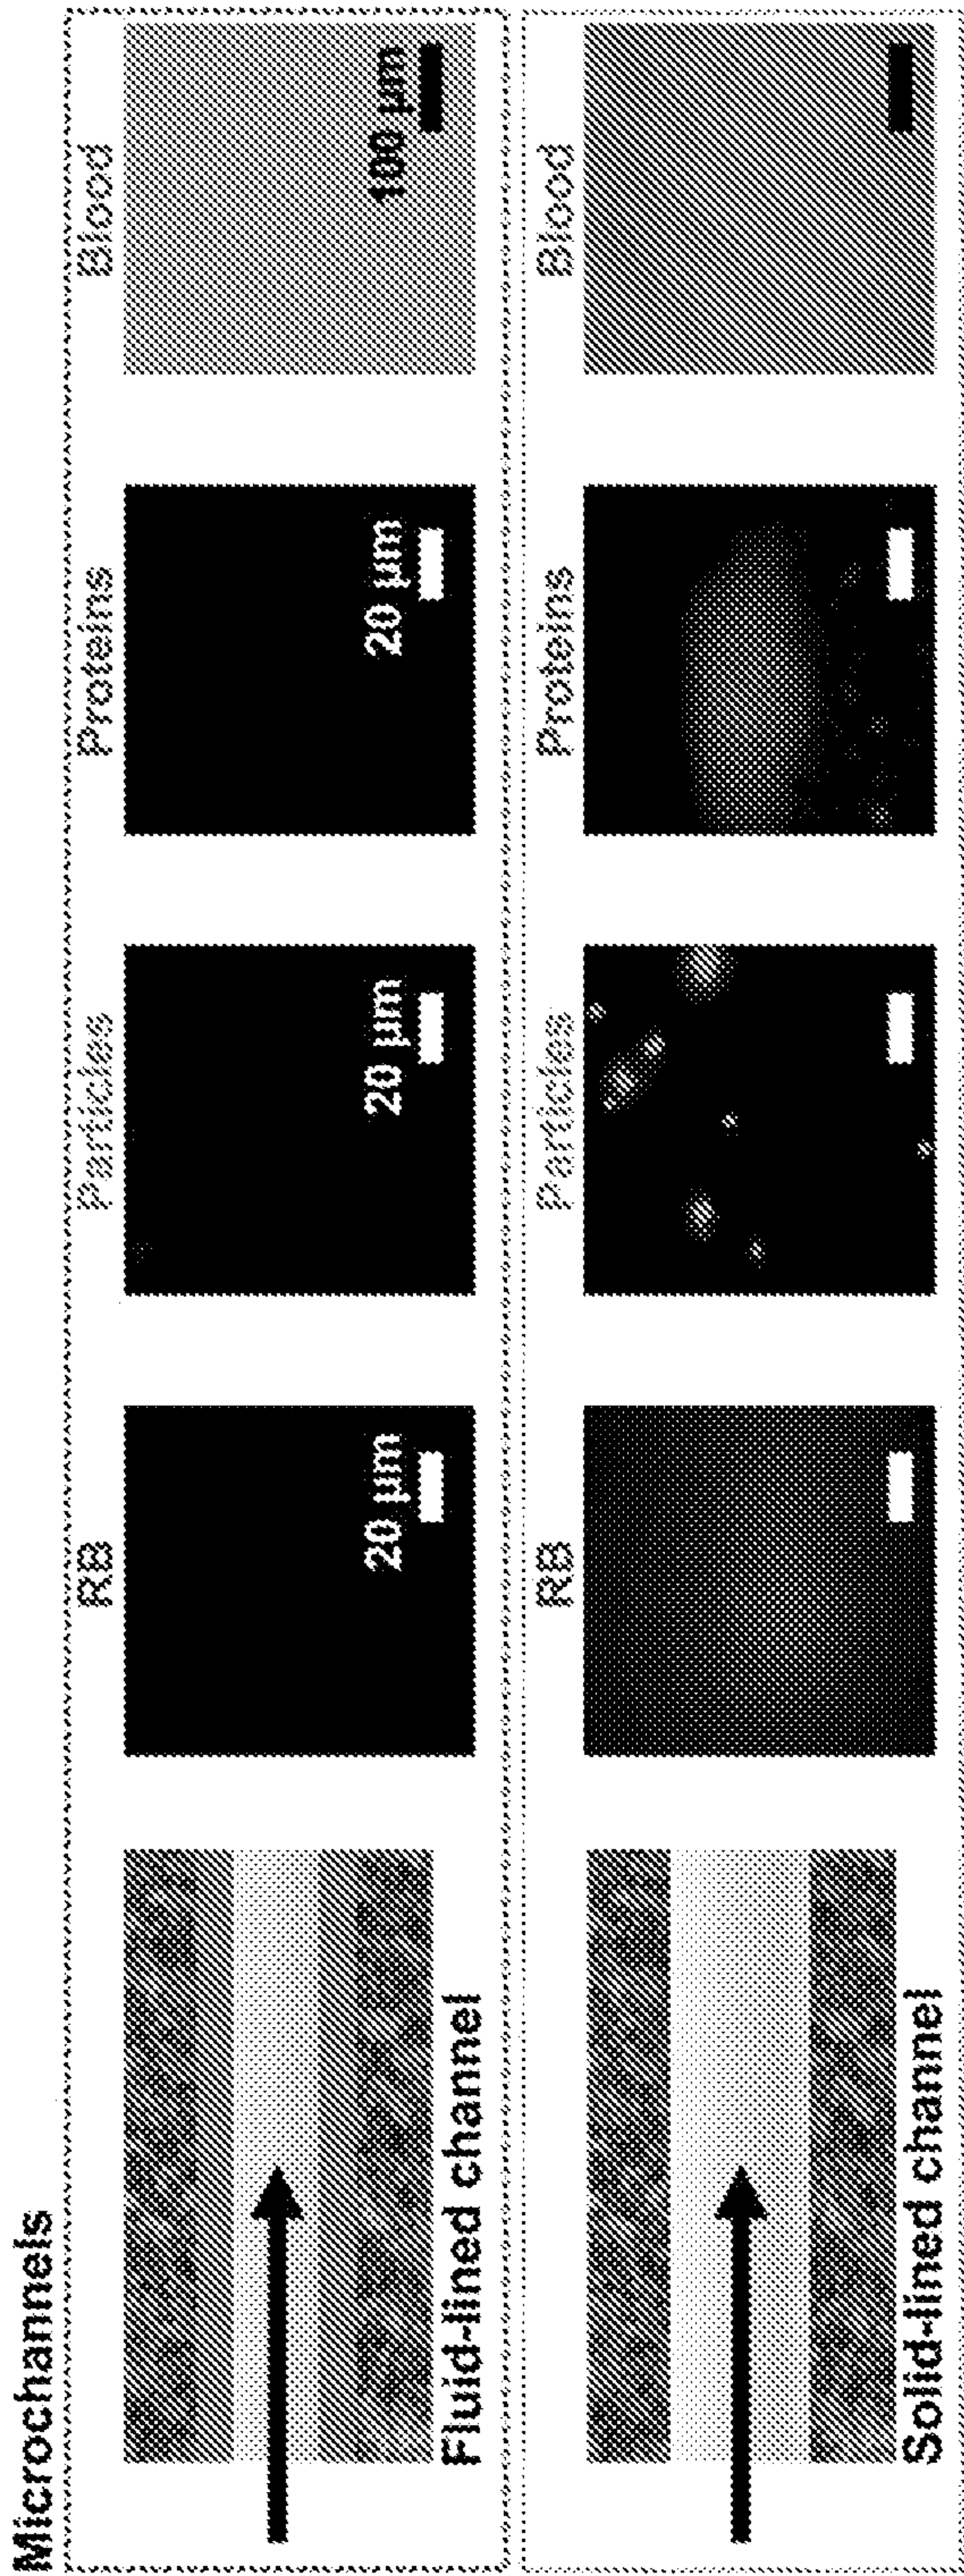 Microchannels
RB
Particles
Proteins
Blood
20 µm
20 µm
20 µm
100 µm
Fluid-lined channel
RB
Particles
Proteins
Blood
Solid-lined channel